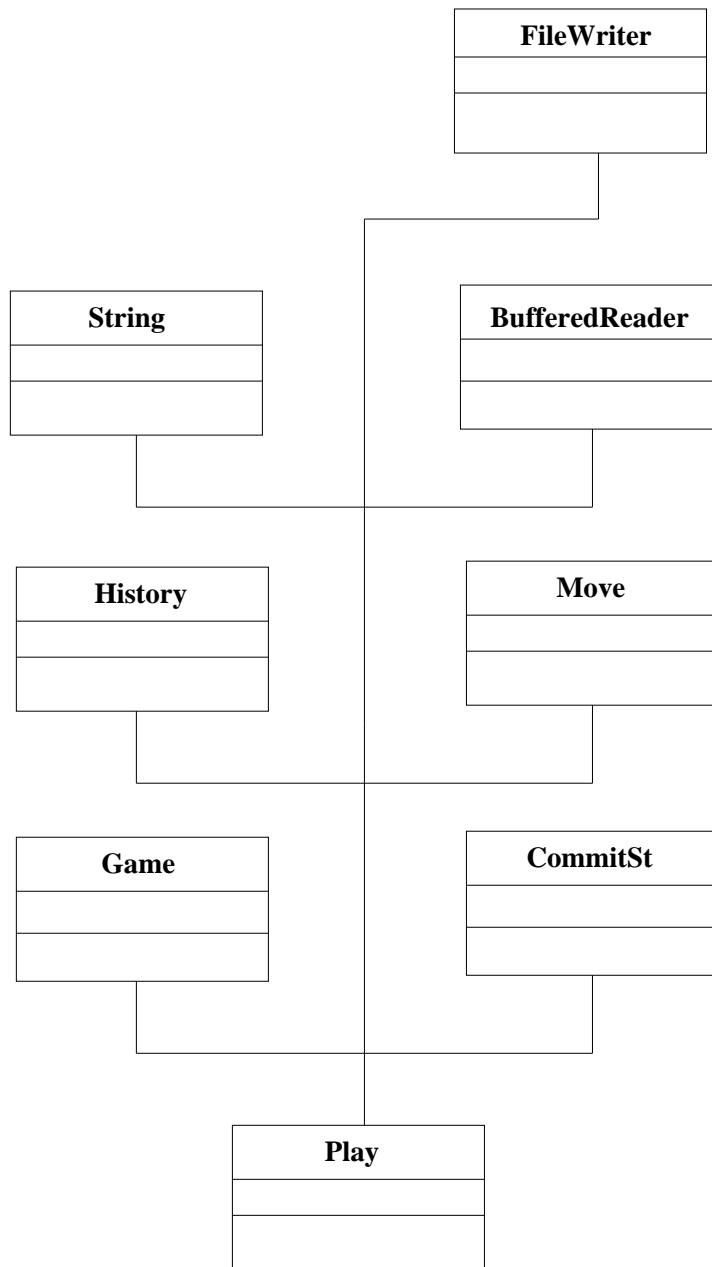 FileWriter
String
BufferedReader
History
Move
Game
CommitSt
Play